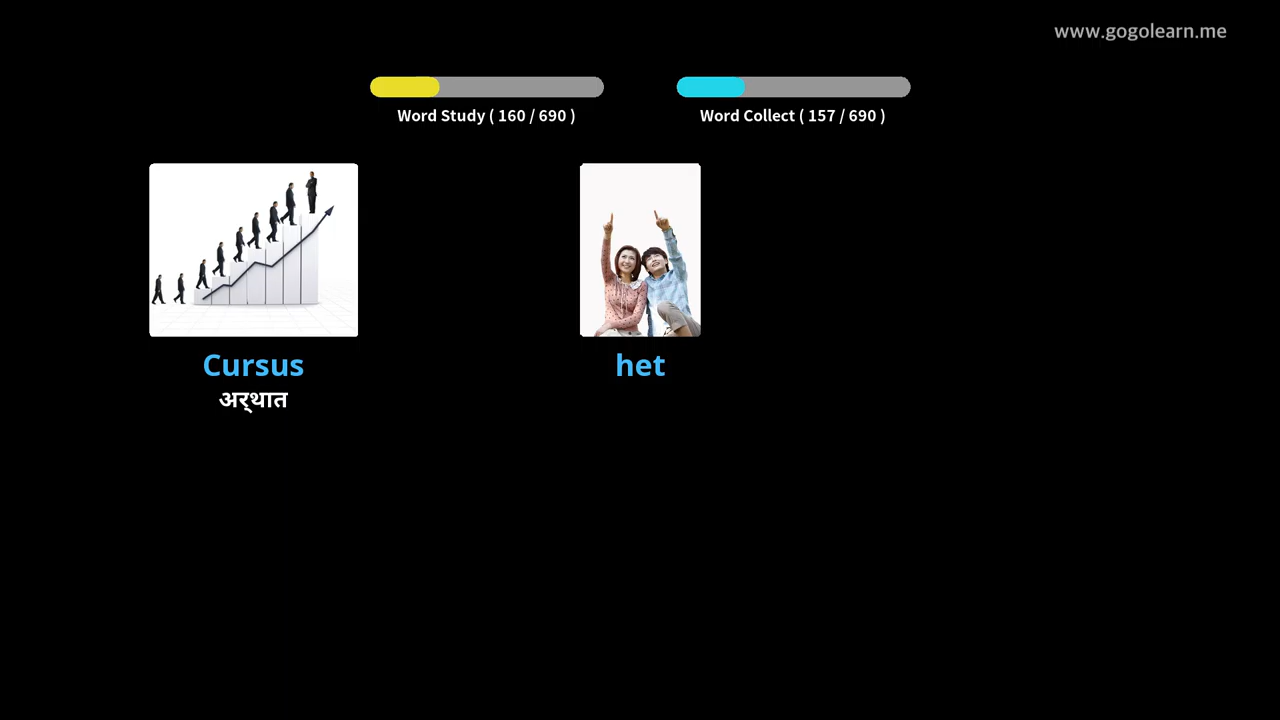 www.gogolearn.me
Word Study ( 160 / 690 )
Word Collect ( 157 / 690 )
Cursus
अर्थात
het